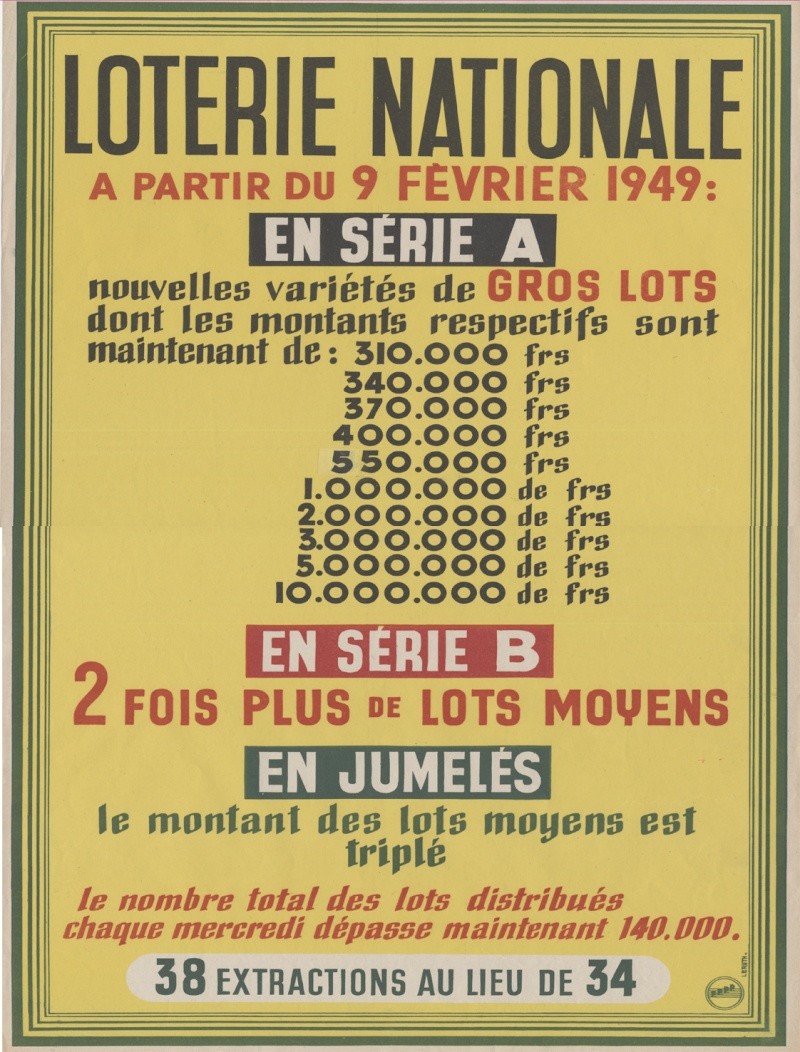 LOTERIE NATIONALE
A PARTIR DU 9 FÉVRIER 1949:
EN SÉRIE A
nouvelles variétés de GROS LOTS
dont les montants respectifs sont
maintenant de: 310.000 frs
340.000 frs
370.000 frs
400.000 frs
550.000 frs
1.000.000 de frs
2.000.000 de frs
3.000.000 de frs
5.000.000 de frs
10.000.000 de frs
EN SÉRIE B
2 FOIS PLUS DE LOTS MOYENS
EN JUMELÉS
le montant des lots moyens est
triplé
le nombre total des lots distribués
chaque mercredi dépasse maintenant 140.000.
38 EXTRACTIONS AU LIEU DE 34